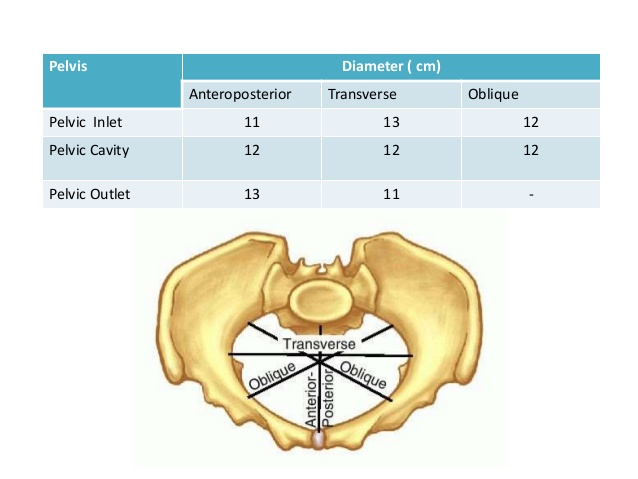 Pelvis Diameter ( cm)
Anteroposterior Transverse Oblique
Pelvic Inlet 11 13 12
Pelvic Cavity 12 12 12
Pelvic Outlet 13 11 -
Transverse
Oblique Oblique
Anterior-
Posterior